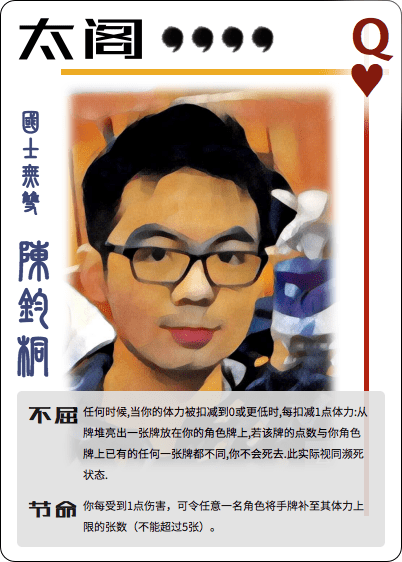 太阁
Q
國士無雙
陳鈞桐
不屈
任何时候,当你的体力被扣减到0或更低时,每扣减1点体力:从
牌堆亮出一张牌放在你的角色牌上,若该牌的点数与你角色
牌上已有的任何一张牌都不同,你不会死去.此实际视同濒死
状态.
节命
你每受到1点伤害，可令任意一名角色将手牌补至其体力上
限的张数（不能超过5张）。